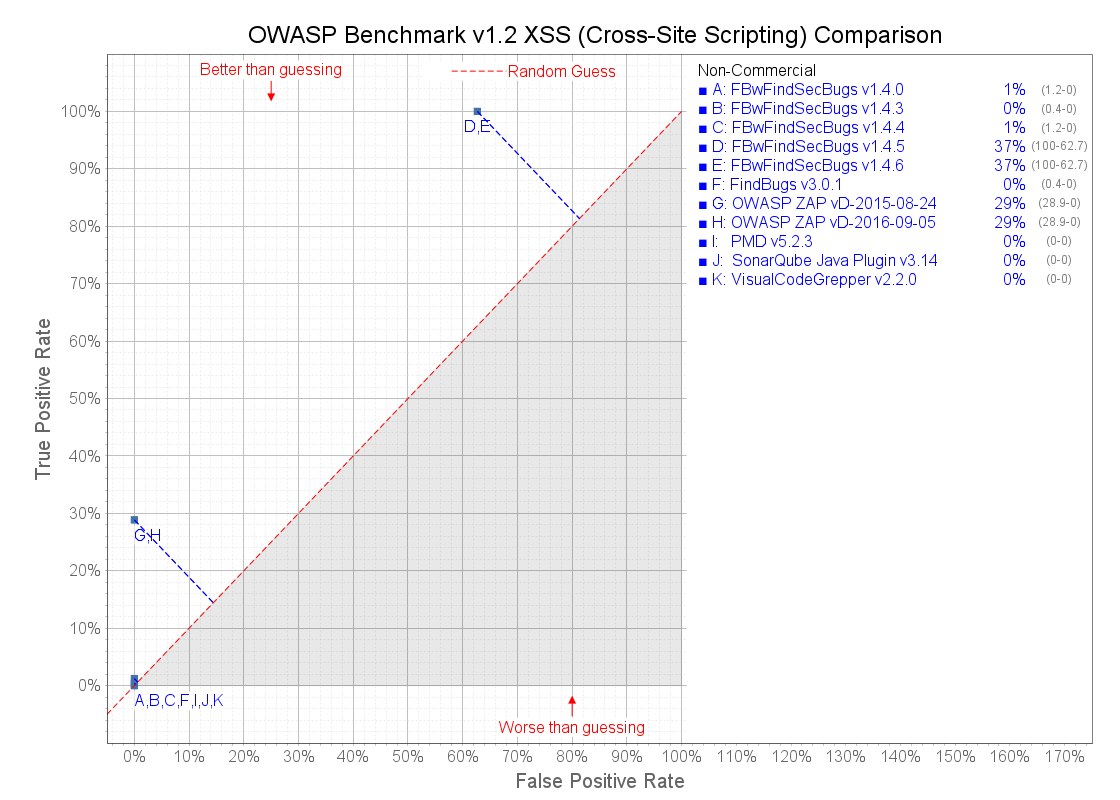 OWASP Benchmark v1.2 XSS (Cross-Site Scripting) Comparison
Better than guessing
Random Guess
Non-Commercial
A: FBwFindSecBugs v1.4.0 1% (1.2-0)
B: FBwFindSecBugs v1.4.3 0% (0.4-0)
C: FBwFindSecBugs v1.4.4 1% (1.2-0)
D: FBwFindSecBugs v1.4.5 37% (100-62.7)
E: FBwFindSecBugs v1.4.6 37% (100-62.7)
F: FindBugs v3.0.1 0% (0.4-0)
G: OWASP ZAP vD-2015-08-24 29% (28.9-0)
H: OWASP ZAP vD-2016-09-05 29% (28.9-0)
I: PMD v5.2.3 0% (0-0)
J: SonarQube Java Plugin v3.14 0% (0-0)
K: VisualCodeGrepper v2.2.0 0% (0-0)
True Positive Rate
100%
90%
80%
70%
60%
50%
40%
30%
20%
10%
0%
D,E
G,H
A,B,C,F,I,J,K
Worse than guessing
0% 10% 20% 30% 40% 50% 60% 70% 80% 90% 100% 110% 120% 130% 140% 150% 160% 170%
False Positive Rate